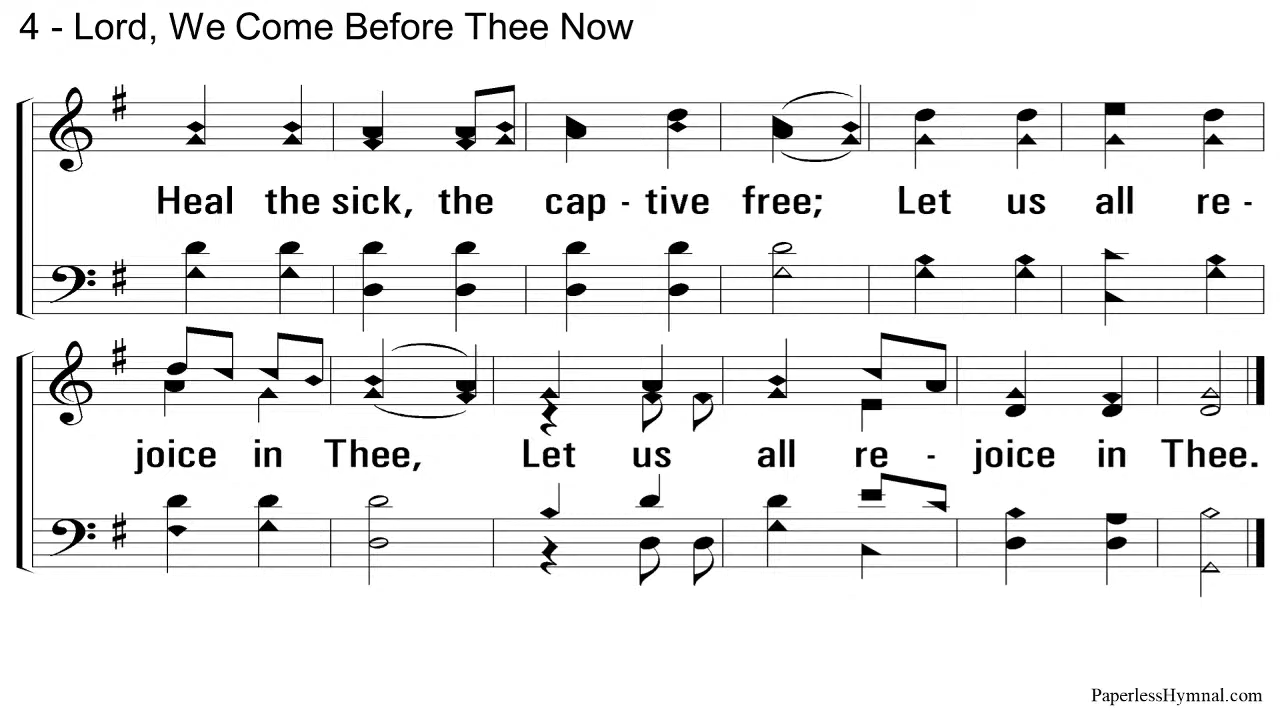 4 - Lord, We Come Before Thee Now
Heal the sick, the cap - tive free; Let us all re -
joice in Thee, Let us all re - joice in Thee.
PaperlessHymnal.com